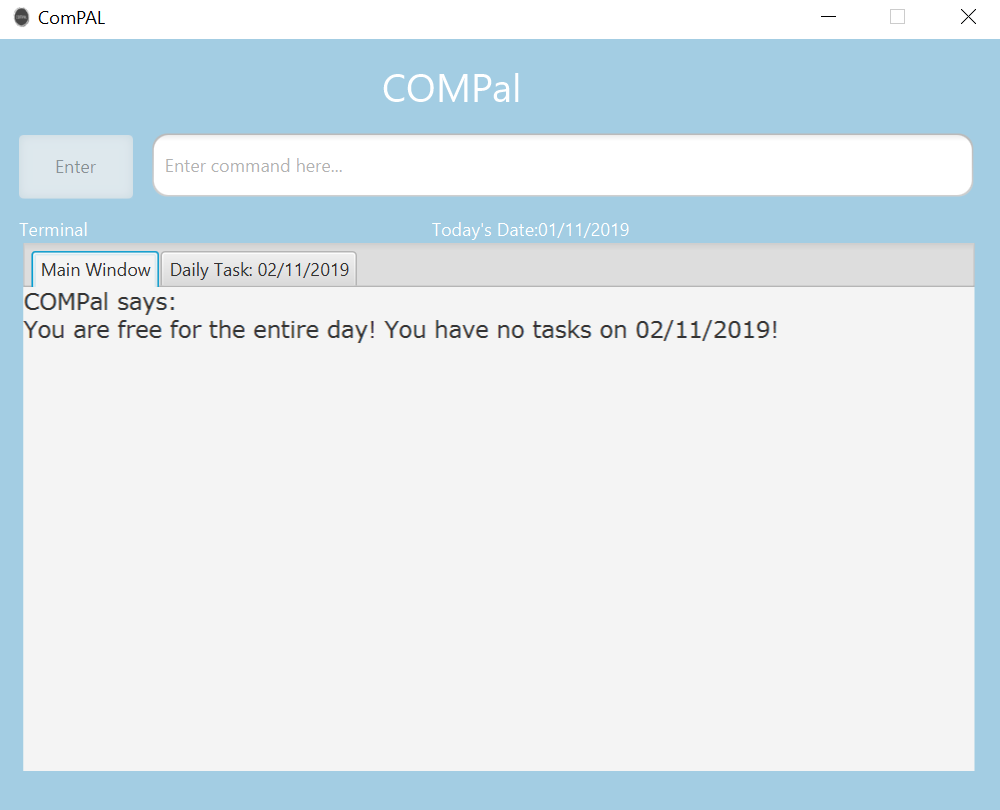 ComPAL
COMPal
Enter
Enter command here...
Terminal
Today's Date:01/11/2019
Main Window
Daily Task: 02/11/2019
COMPal says:
You are free for the entire day! You have no tasks on 02/11/2019!